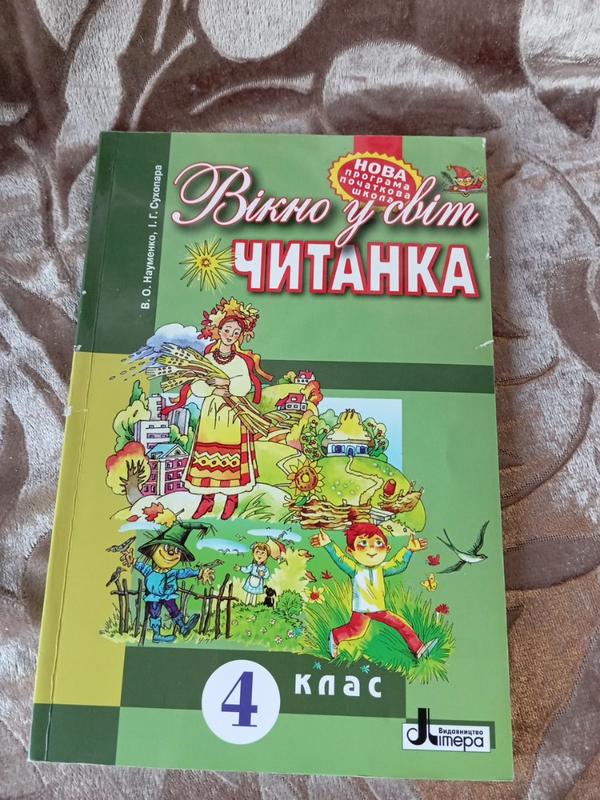 В. О. Науменко, І. Г. Сухопара
НОВА
програма
початкова
школа
Вікно у світ
ЧИТАНКА
4 клас
Видавництво
Літера